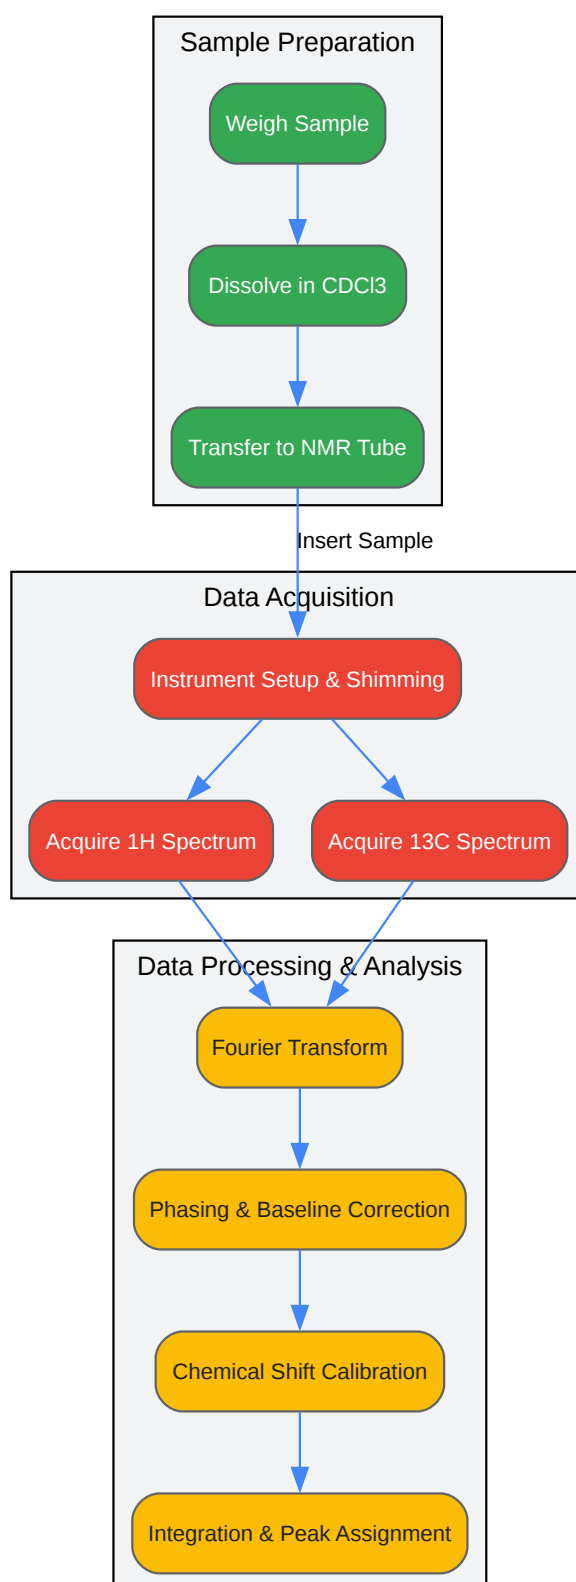 Sample Preparation
Weigh Sample
Dissolve in CDCl3
Transfer to NMR Tube
Insert Sample
Data Acquisition
Instrument Setup & Shimming
Acquire 1H Spectrum
Acquire 13C Spectrum
Data Processing & Analysis
Fourier Transform
Phasing & Baseline Correction
Chemical Shift Calibration
Integration & Peak Assignment